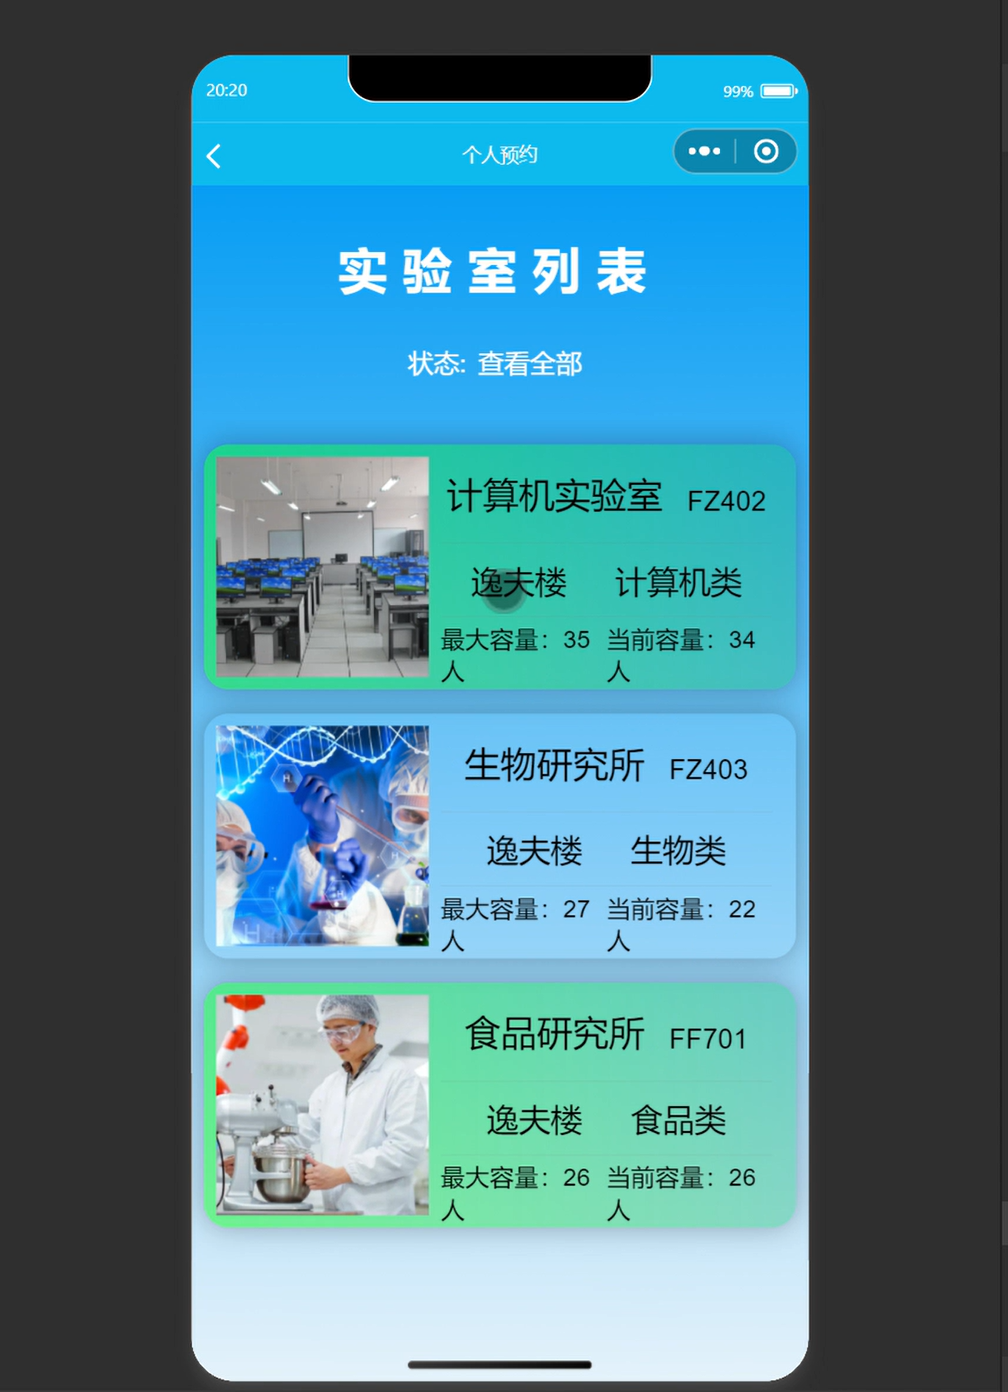 20:20
99%
个人预约
实验室列表
状态: 查看全部
计算机实验室 FZ402
逸夫楼 计算机类
最大容量：35人 当前容量：34人
生物研究所 FZ403
逸夫楼 生物类
最大容量：27人 当前容量：22人
食品研究所 FF701
逸夫楼 食品类
最大容量：26人 当前容量：26人